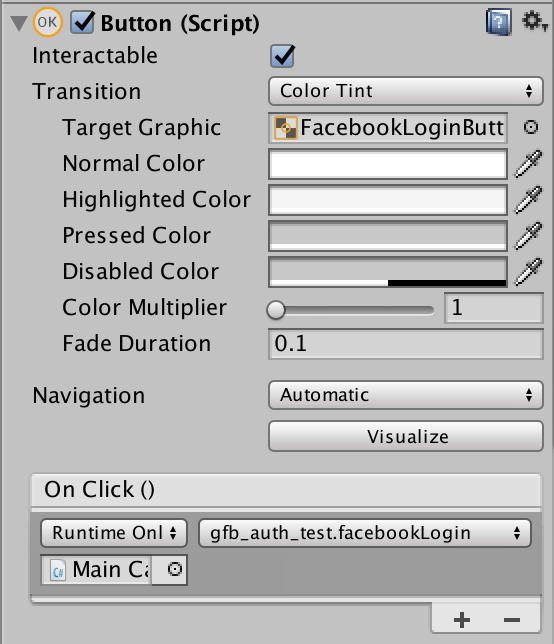 OK Button (Script)
Interactable
Transition Color Tint
Target Graphic FacebookLoginButt
Normal Color
Highlighted Color
Pressed Color
Disabled Color
Color Multiplier 1
Fade Duration 0.1
Navigation Automatic
Visualize
On Click ()
Runtime Onl gfb_auth_test.facebookLogin
C# Main Ca
+ −